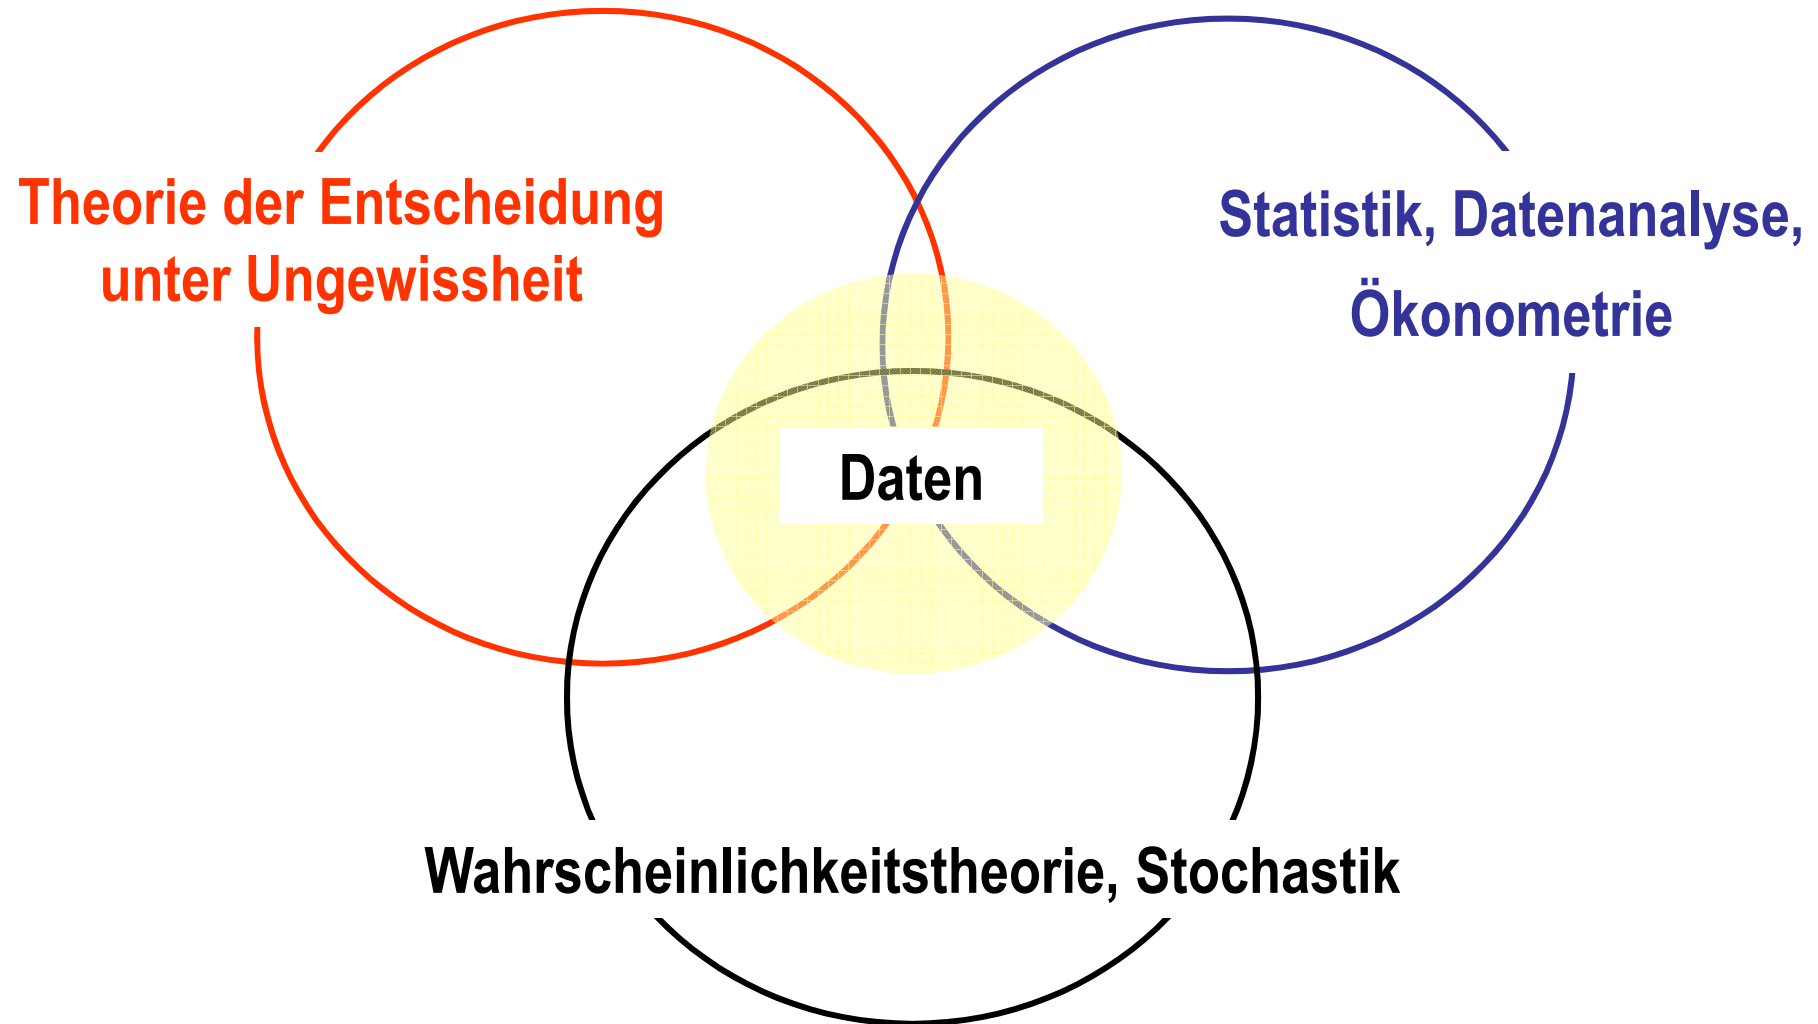 Theorie der Entscheidung
unter Ungewissheit
Statistik, Datenanalyse,
Ökonometrie
Daten
Wahrscheinlichkeitstheorie, Stochastik